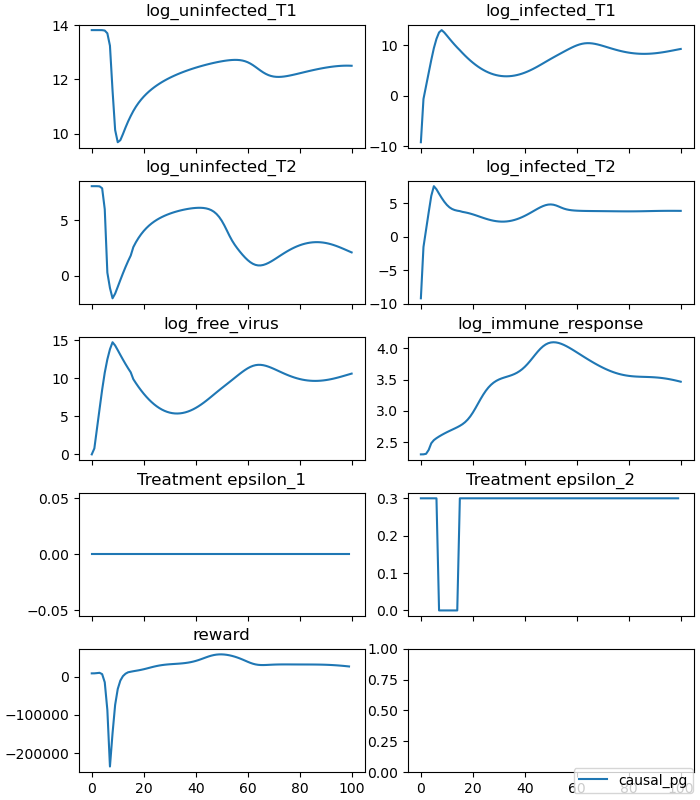 log_uninfected_T1
14
12
10
log_infected_T1
10
0
−10
log_uninfected_T2
5
0
log_infected_T2
5
0
−5
−10
log_free_virus
15
10
5
0
log_immune_response
4.0
3.5
3.0
2.5
Treatment epsilon_1
0.05
0.00
−0.05
Treatment epsilon_2
0.3
0.2
0.1
0.0
reward
0
−100000
−200000
0 20 40 60 80 100
1.00
0.75
0.50
0.25
0.00
causal_pg
0 20 40 60 80 100